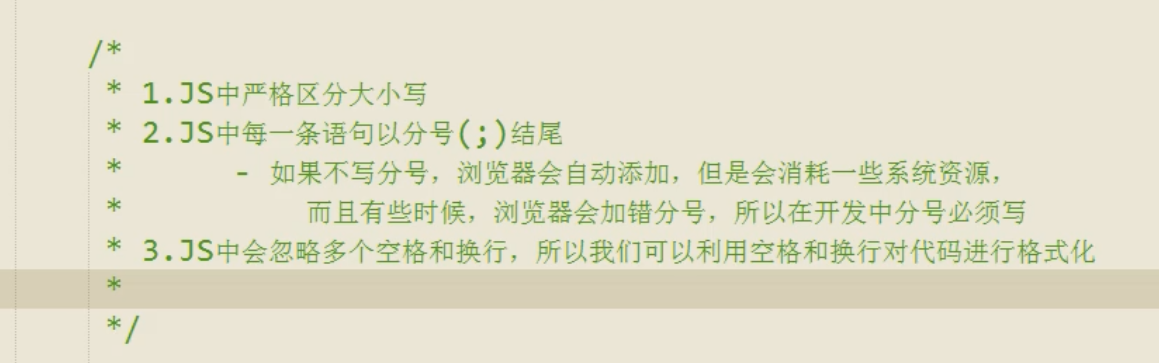 /*
* 1.JS中严格区分大小写
* 2.JS中每一条语句以分号(;)结尾
* - 如果不写分号，浏览器会自动添加，但是会消耗一些系统资源，
* 而且有些时候，浏览器会加错分号，所以在开发中分号必须写
* 3.JS中会忽略多个空格和换行，所以我们可以利用空格和换行对代码进行格式化
*
*/